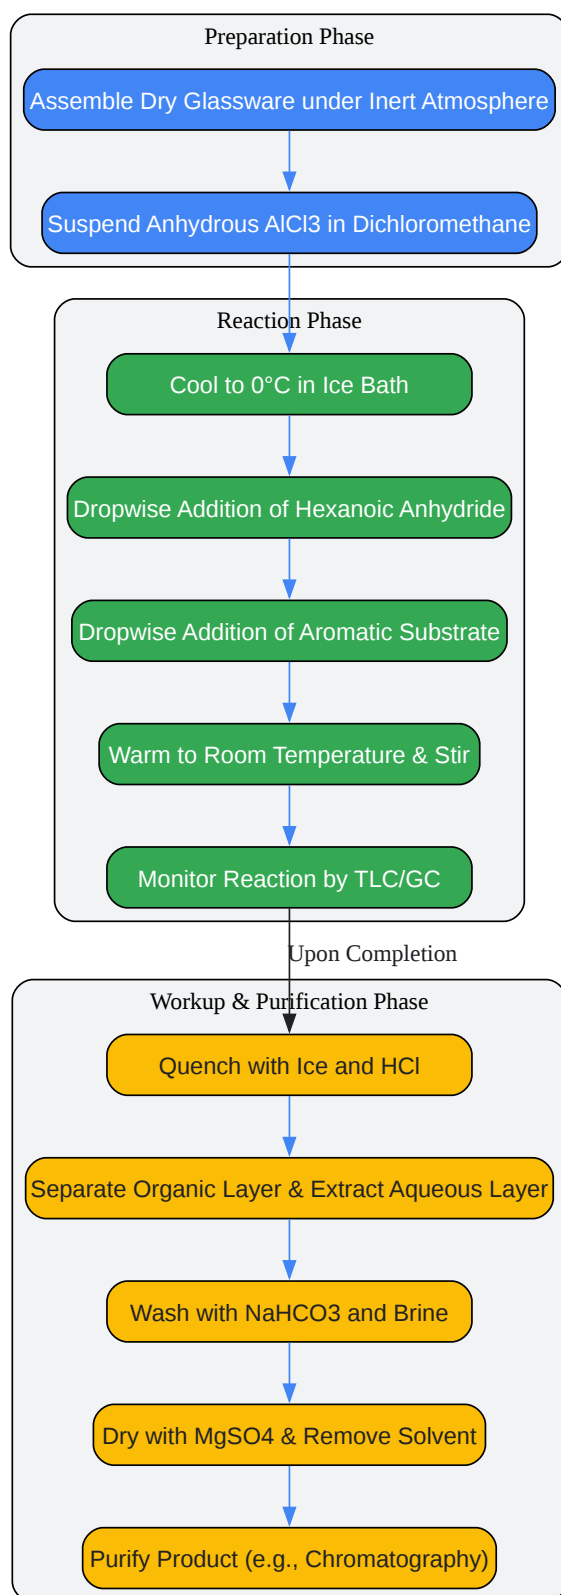 Preparation Phase
Assemble Dry Glassware under Inert Atmosphere
Suspend Anhydrous AlCl3 in Dichloromethane
Reaction Phase
Cool to 0°C in Ice Bath
Dropwise Addition of Hexanoic Anhydride
Dropwise Addition of Aromatic Substrate
Warm to Room Temperature & Stir
Monitor Reaction by TLC/GC
Upon Completion
Workup & Purification Phase
Quench with Ice and HCl
Separate Organic Layer & Extract Aqueous Layer
Wash with NaHCO3 and Brine
Dry with MgSO4 & Remove Solvent
Purify Product (e.g., Chromatography)